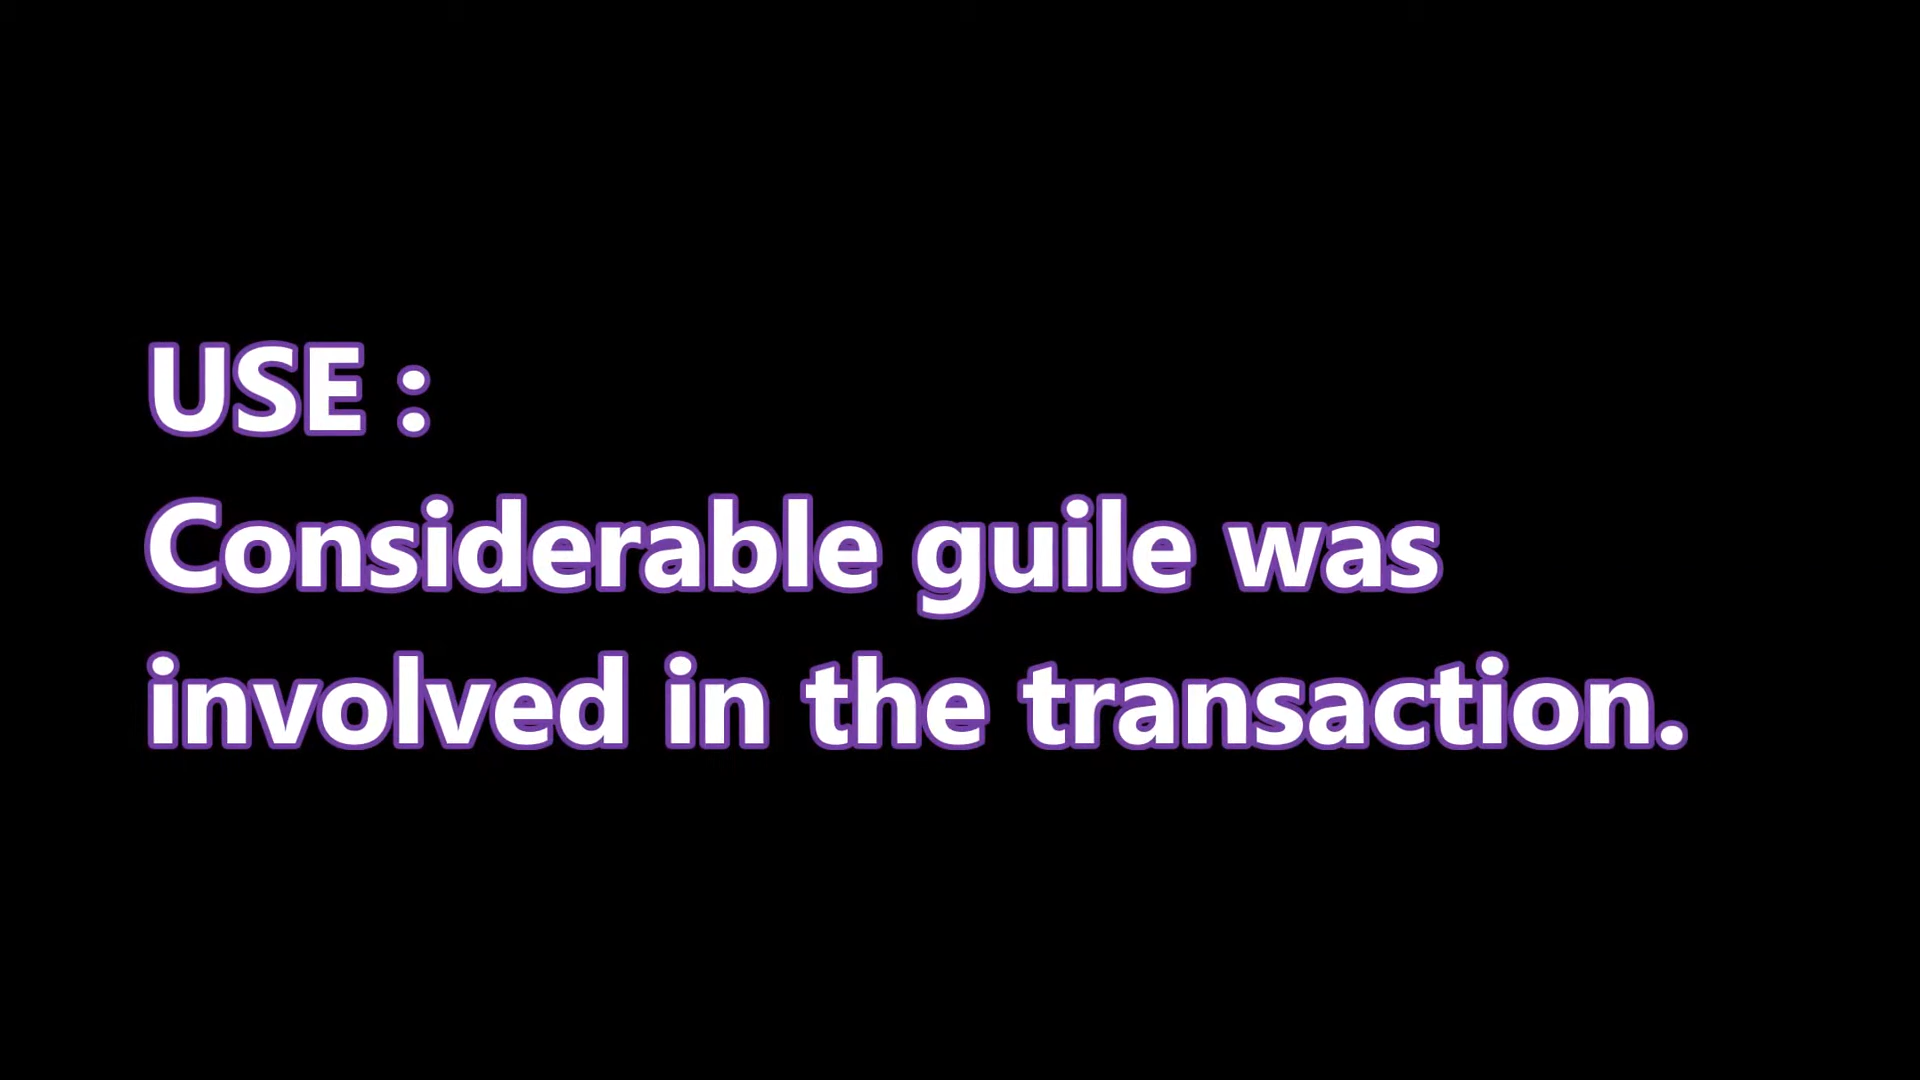 USE :
Considerable guile was
involved in the transaction.